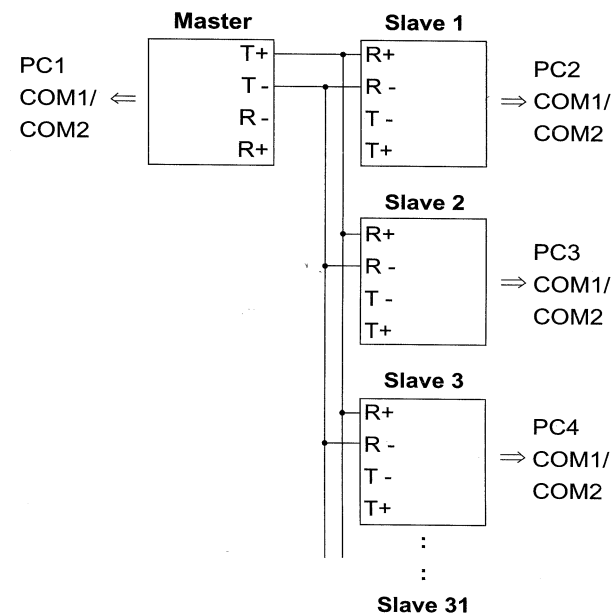 Master
PC1
COM1/
COM2
T+
T -
R -
R+
Slave 1
R+
R -
T -
T+
PC2
COM1/
COM2
Slave 2
R+
R -
T -
T+
PC3
COM1/
COM2
Slave 3
R+
R -
T -
T+
PC4
COM1/
COM2
:
:
Slave 31